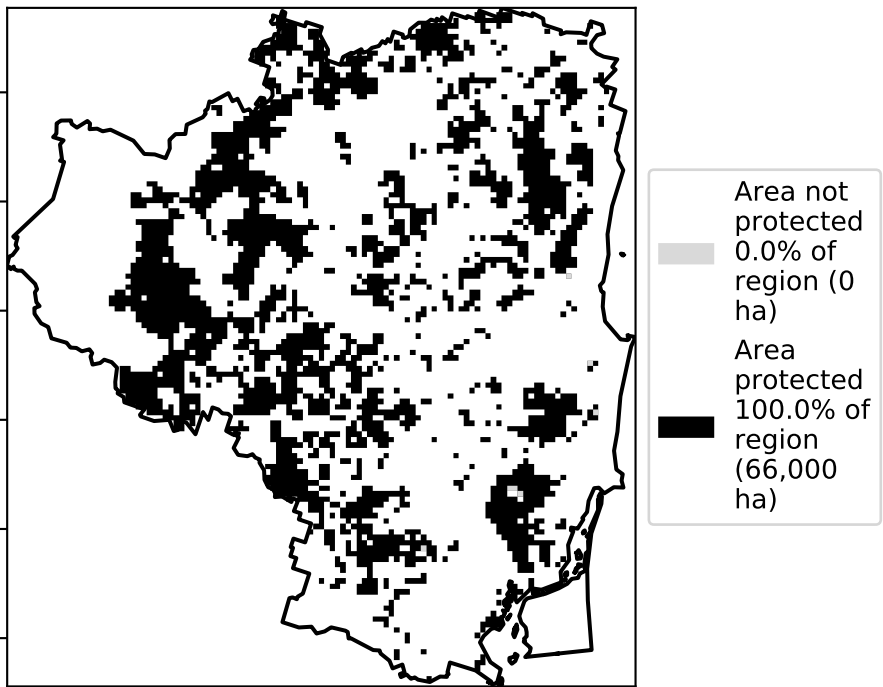 Area not
protected
0.0% of
region (0
ha)
Area
protected
100.0% of
region
(66,000
ha)